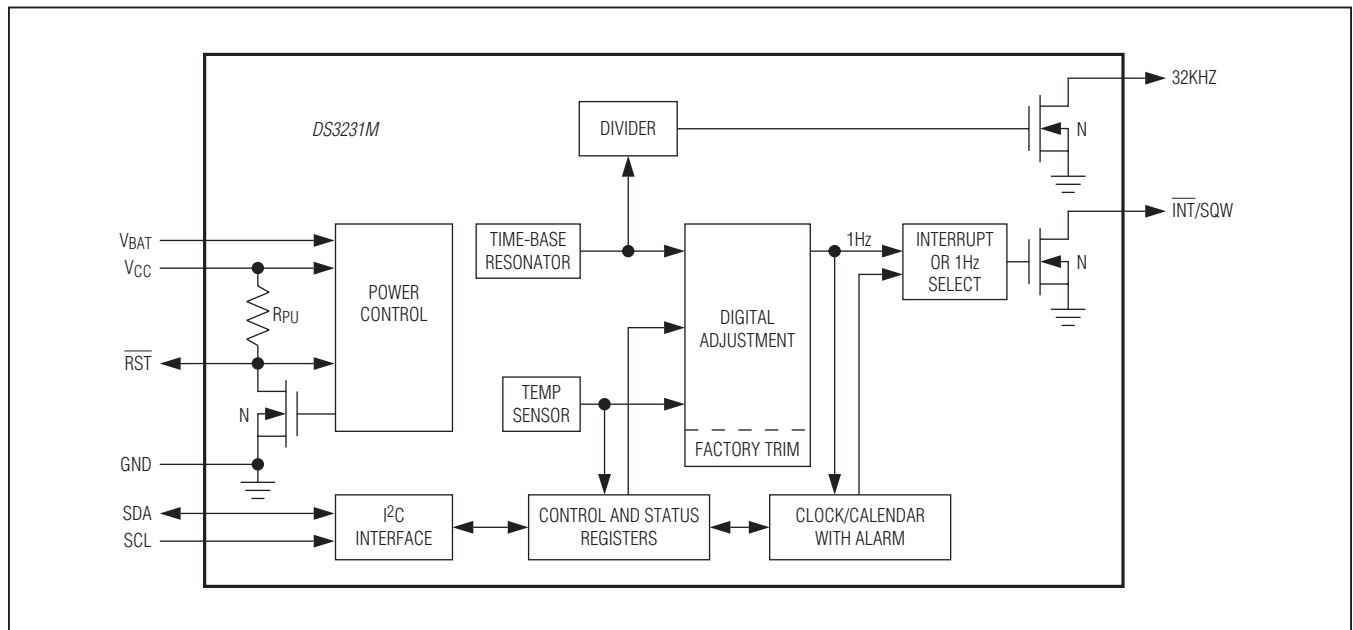 32KHZ
DS3231M
DIVIDER
N
INT/SQW
VBAT
VCC
TIME-BASE
RESONATOR
1Hz
INTERRUPT
OR 1Hz
SELECT
N
POWER
CONTROL
RPU
DIGITAL
ADJUSTMENT
RST
TEMP
SENSOR
N
FACTORY TRIM
GND
SDA
SCL
I2C
INTERFACE
CONTROL AND STATUS
REGISTERS
CLOCK/CALENDAR
WITH ALARM